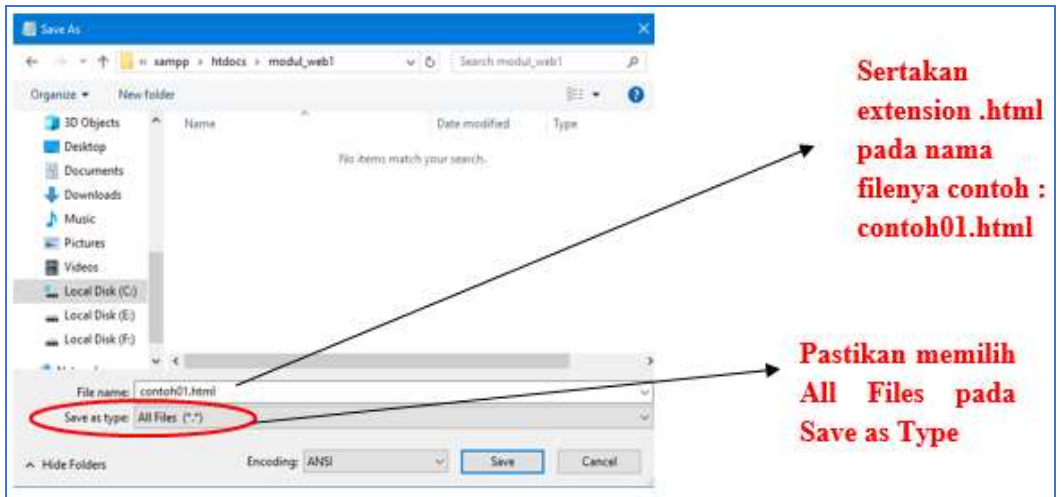 Save As
« xampp › htdocs › modul_web1
Search modul_web1
Organize
New folder
3D Objects
Desktop
Documents
Downloads
Music
Pictures
Videos
Local Disk (C:)
Local Disk (E:)
Local Disk (F:)
Name
Date modified
Type
No items match your search.
File name: contoh01.html
Save as type: All Files (*.*)
Hide Folders
Encoding: ANSI
Save
Cancel
Sertakan
extension .html
pada nama
filenya contoh :
contoh01.html
Pastikan memilih
All Files pada
Save as Type